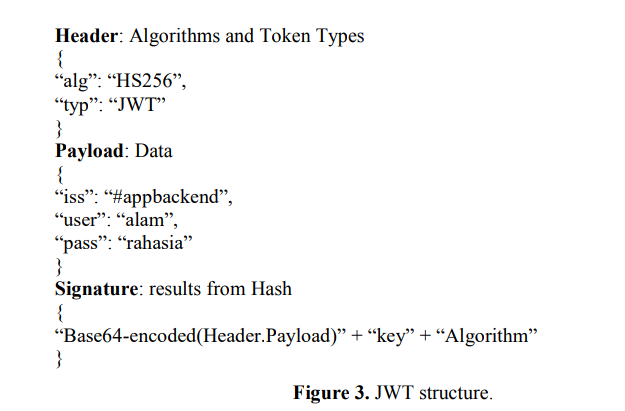 Header: Algorithms and Token Types
{
“alg”: “HS256”,
“typ”: “JWT”
}
Payload: Data
{
“iss”: “#appbackend”,
“user”: “alam”,
“pass”: “rahasia”
}
Signature: results from Hash
{
“Base64-encoded(Header.Payload)” + “key” + “Algorithm”
}
Figure 3. JWT structure.